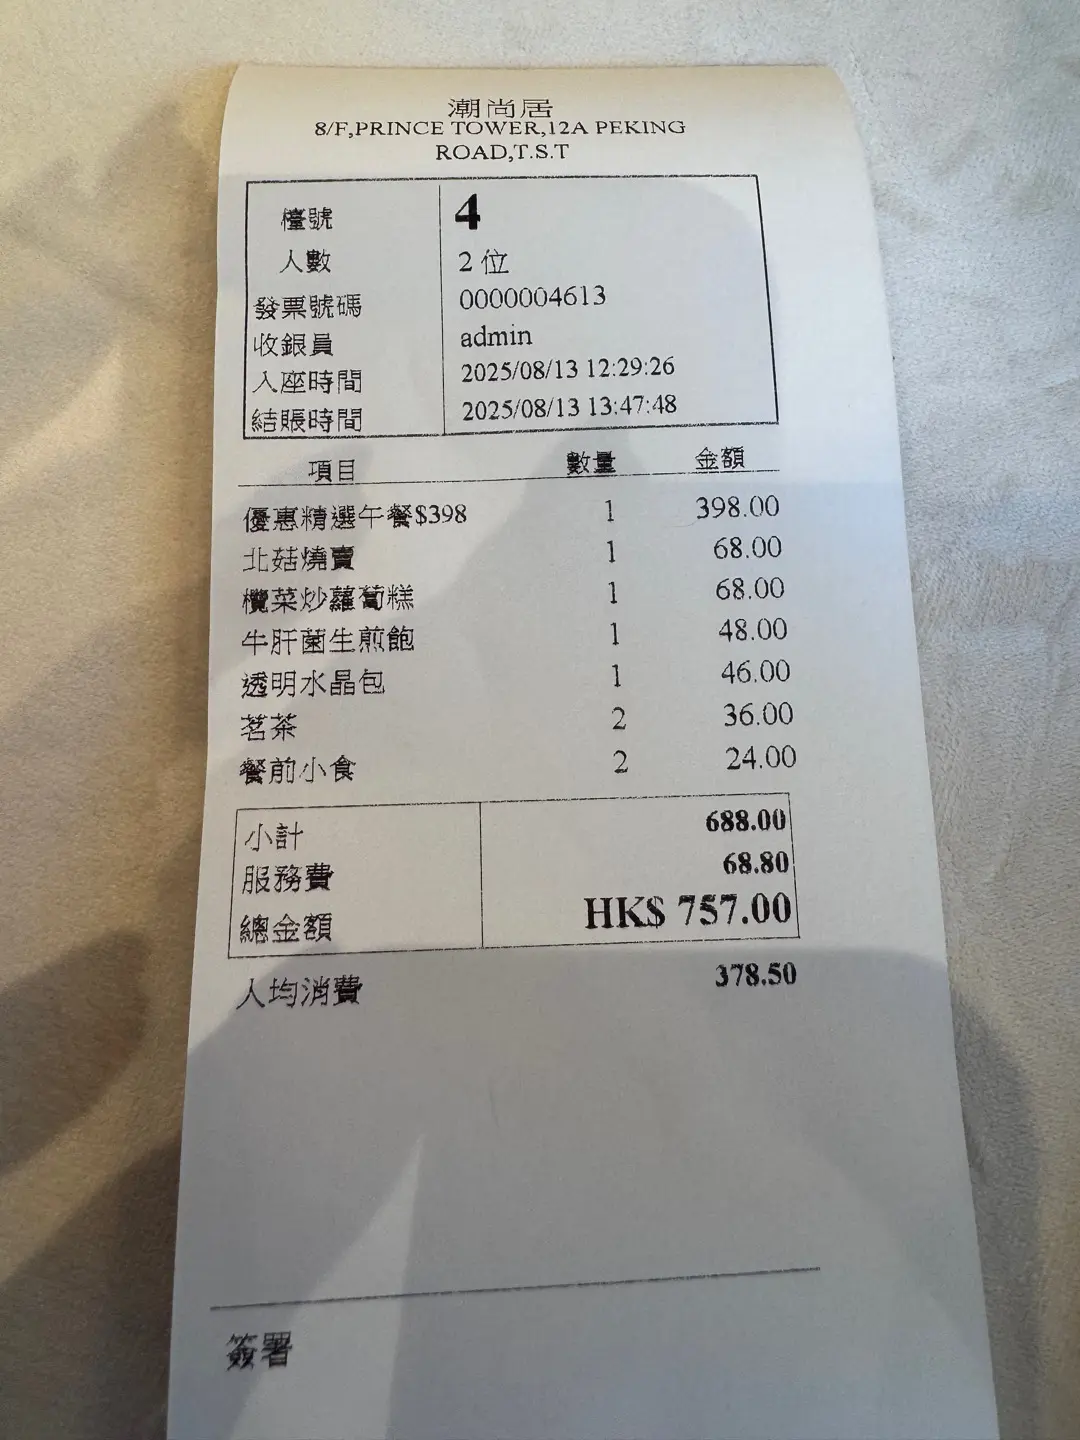 潮尚居
8/F,PRINCE TOWER,12A PEKING
ROAD,T.S.T
檯號 4
人數 2 位
發票號碼 0000004613
收銀員 admin
入座時間 2025/08/13 12:29:26
結賬時間 2025/08/13 13:47:48
項目 數量 金額
優惠精選午餐$398 1 398.00
北菇燒賣 1 68.00
欖菜炒蘿蔔糕 1 68.00
牛肝菌生煎飽 1 48.00
透明水晶包 1 46.00
茗茶 2 36.00
餐前小食 2 24.00
小計 688.00
服務費 68.80
總金額 HK$ 757.00
人均消費 378.50
簽署